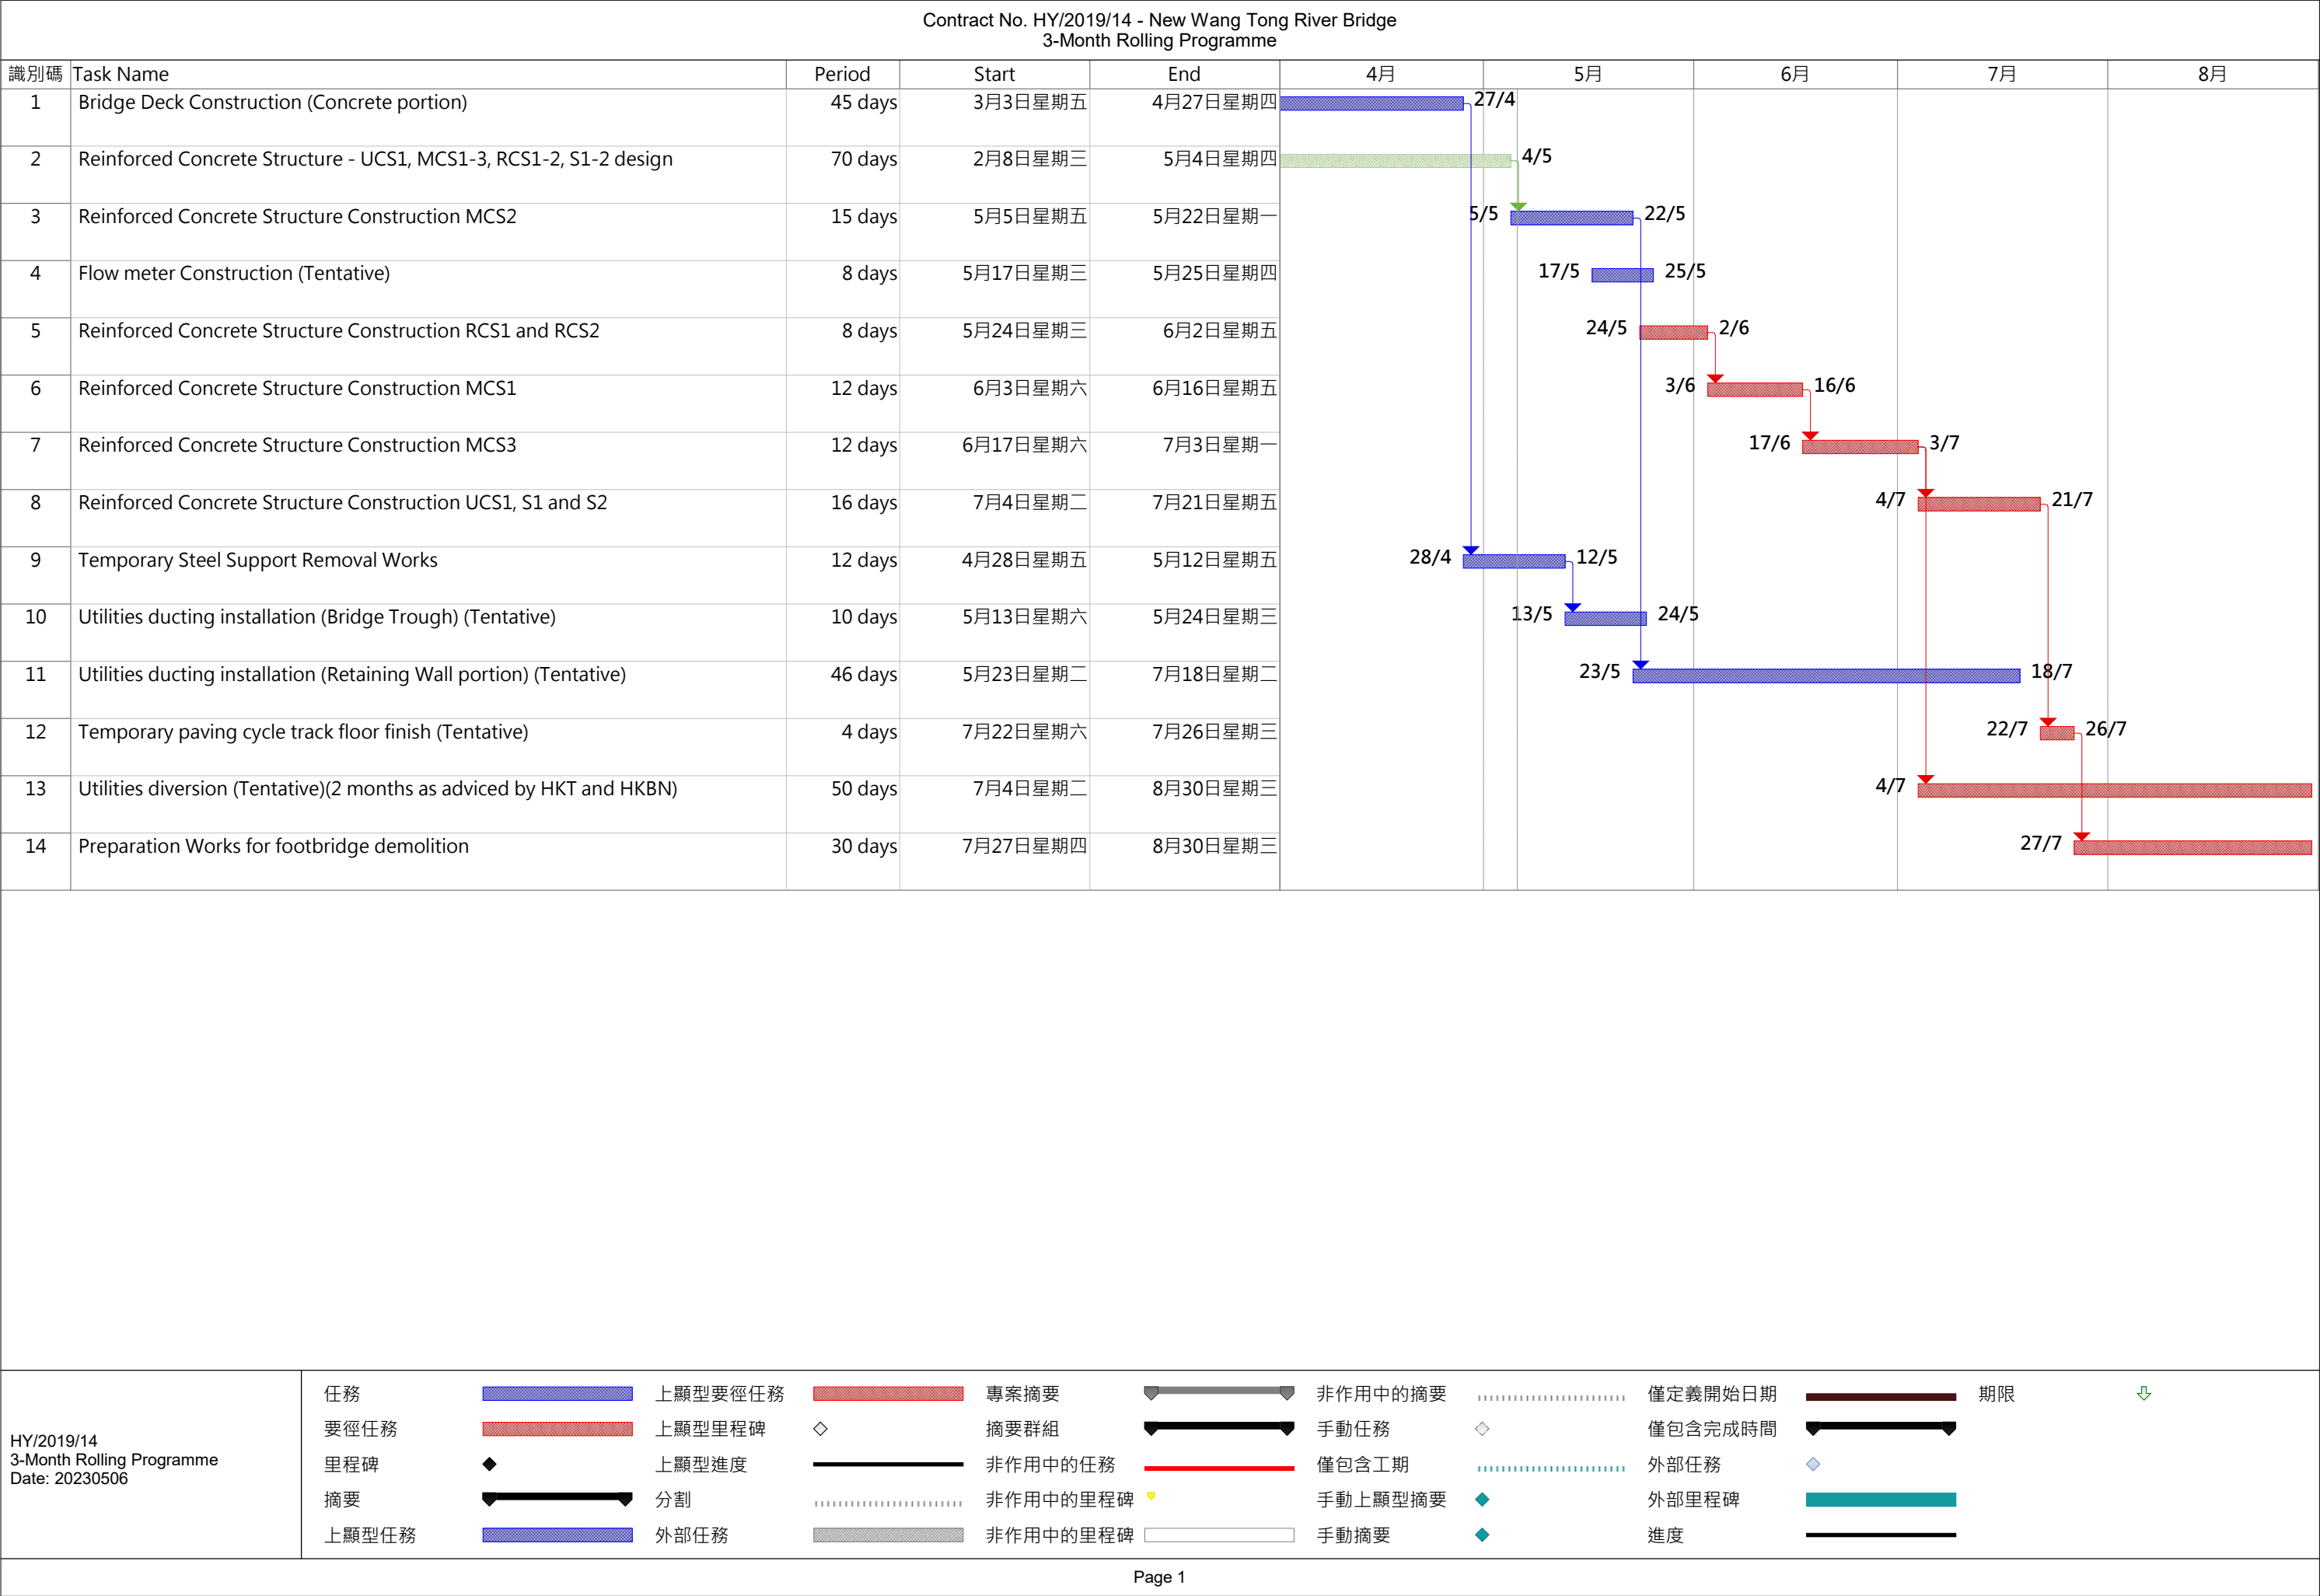 Contract No. HY/2019/14 - New Wang Tong River Bridge
3-Month Rolling Programme
識別碼 Task Name Period Start End 4月 5月 6月 7月 8月
1 Bridge Deck Construction (Concrete portion) 45 days 3月3日星期五 4月27日星期四 27/4
2 Reinforced Concrete Structure - UCS1, MCS1-3, RCS1-2, S1-2 design 70 days 2月8日星期三 5月4日星期四 4/5
3 Reinforced Concrete Structure Construction MCS2 15 days 5月5日星期五 5月22日星期一 5/5 22/5
4 Flow meter Construction (Tentative) 8 days 5月17日星期三 5月25日星期四 17/5 25/5
5 Reinforced Concrete Structure Construction RCS1 and RCS2 8 days 5月24日星期三 6月2日星期五 24/5 2/6
6 Reinforced Concrete Structure Construction MCS1 12 days 6月3日星期六 6月16日星期五 3/6 16/6
7 Reinforced Concrete Structure Construction MCS3 12 days 6月17日星期六 7月3日星期一 17/6 3/7
8 Reinforced Concrete Structure Construction UCS1, S1 and S2 16 days 7月4日星期二 7月21日星期五 4/7 21/7
9 Temporary Steel Support Removal Works 12 days 4月28日星期五 5月12日星期五 28/4 12/5
10 Utilities ducting installation (Bridge Trough) (Tentative) 10 days 5月13日星期六 5月24日星期三 13/5 24/5
11 Utilities ducting installation (Retaining Wall portion) (Tentative) 46 days 5月23日星期二 7月18日星期二 23/5 18/7
12 Temporary paving cycle track floor finish (Tentative) 4 days 7月22日星期六 7月26日星期三 22/7 26/7
13 Utilities diversion (Tentative)(2 months as adviced by HKT and HKBN) 50 days 7月4日星期二 8月30日星期三 4/7
14 Preparation Works for footbridge demolition 30 days 7月27日星期四 8月30日星期三 27/7
HY/2019/14
3-Month Rolling Programme
Date: 20230506
任務 上顯型要徑任務 專案摘要 非作用中的摘要 僅定義開始日期 期限
要徑任務 上顯型里程碑 摘要群組 手動任務 僅包含完成時間
里程碑 上顯型進度 非作用中的任務 僅包含工期 外部任務
摘要 分割 非作用中的里程碑 手動上顯型摘要 外部里程碑
上顯型任務 外部任務 非作用中的里程碑 手動摘要 進度
Page 1